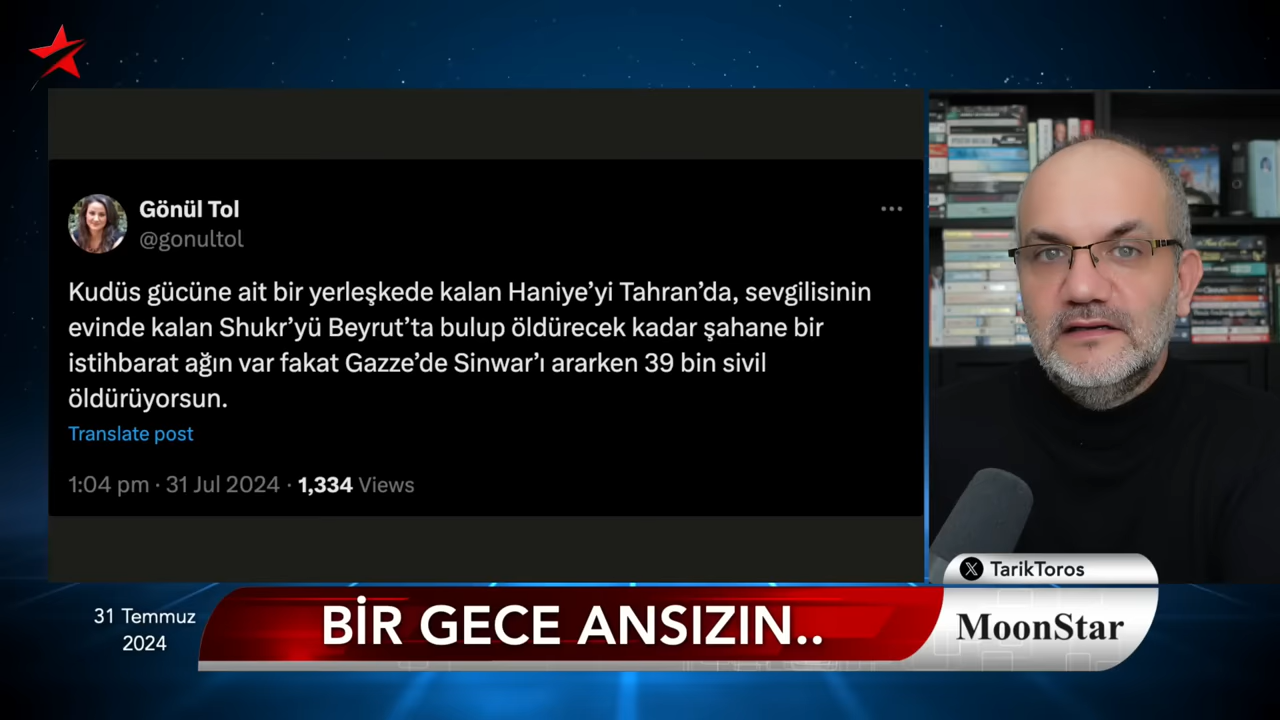 Gönül Tol
@gonultol
Kudüs gücüne ait bir yerleşkede kalan Haniye’yi Tahran’da, sevgilisinin
evinde kalan Shukr’yü Beyrut’ta bulup öldürecek kadar şahane bir
istihbarat ağın var fakat Gazze’de Sinwar’ı ararken 39 bin sivil
öldürüyorsun.
Translate post
1:04 pm · 31 Jul 2024 · 1,334 Views
X TarikToros
31 Temmuz
2024
BİR GECE ANSIZIN..
MoonStar